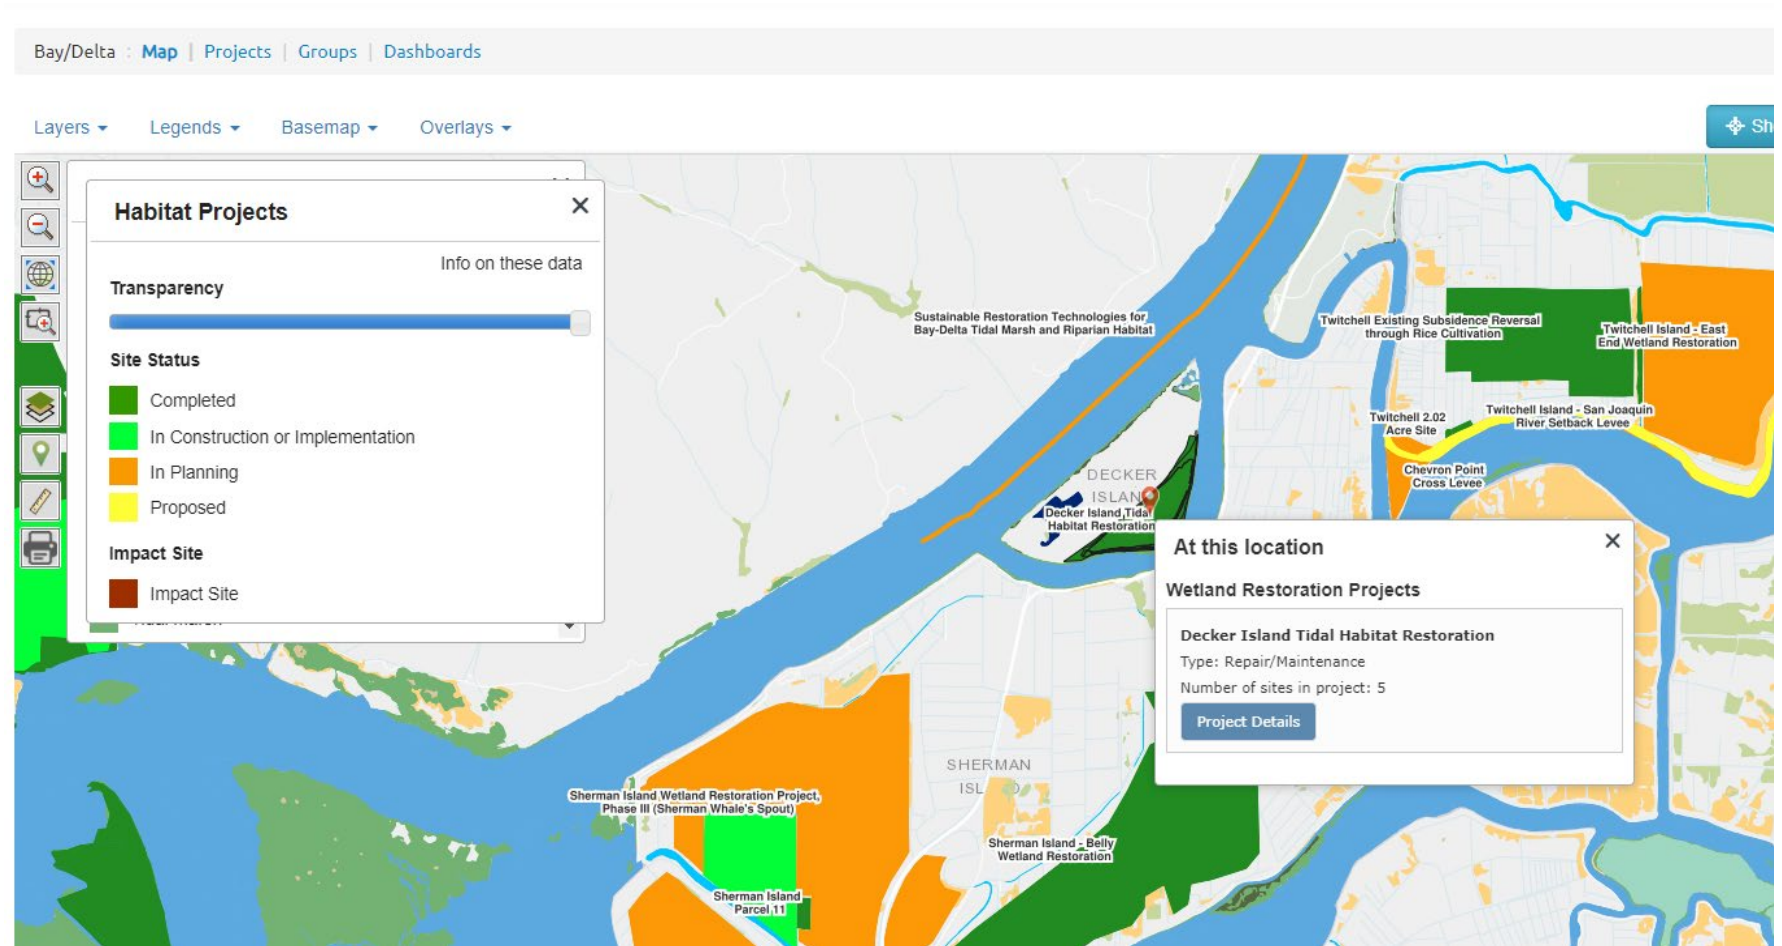 Bay/Delta : Map | Projects | Groups | Dashboards
Layers
Legends
Basemap
Overlays
Habitat Projects
Info on these data
Transparency
Site Status
Completed
In Construction or Implementation
In Planning
Proposed
Impact Site
Impact Site
Sustainable Restoration Technologies for
Bay-Delta Tidal Marsh and Riparian Habitat
Twitchell Existing Subsidence Reversal
through Rice Cultivation
Twitchell Island - East
End Wetland Restoration
Twitchell 2.02
Acre Site
Twitchell Island - San Joaquin
River Setback Levee
Chevron Point
Cross Levee
DECKER
ISLAN
Decker Island Tidal
Habitat Restoration
At this location
Wetland Restoration Projects
Decker Island Tidal Habitat Restoration
Type: Repair/Maintenance
Number of sites in project: 5
Project Details
SHERMAN
ISL D
Sherman Island Wetland Restoration Project,
Phase III (Sherman Whale's Spout)
Sherman Island - Belly
Wetland Restoration
Sherman Island
Parcel 11